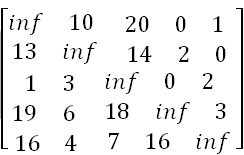 inf 10 20 0 1
13 inf 14 2 0
1 3 inf 0 2
19 6 18 inf 3
16 4 7 16 inf